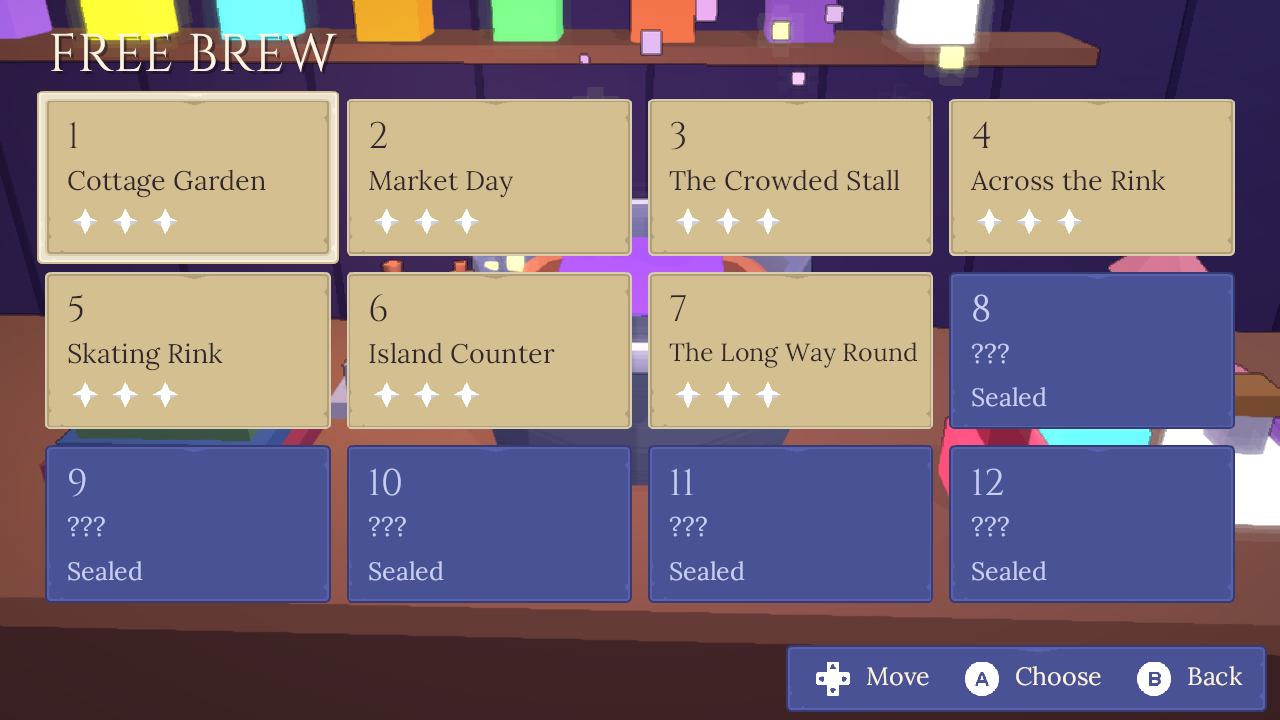 FREE BREW
1
Cottage Garden
2
Market Day
3
The Crowded Stall
4
Across the Rink
5
Skating Rink
6
Island Counter
7
The Long Way Round
8
???
Sealed
9
???
Sealed
10
???
Sealed
11
???
Sealed
12
???
Sealed
Move
A Choose
B Back